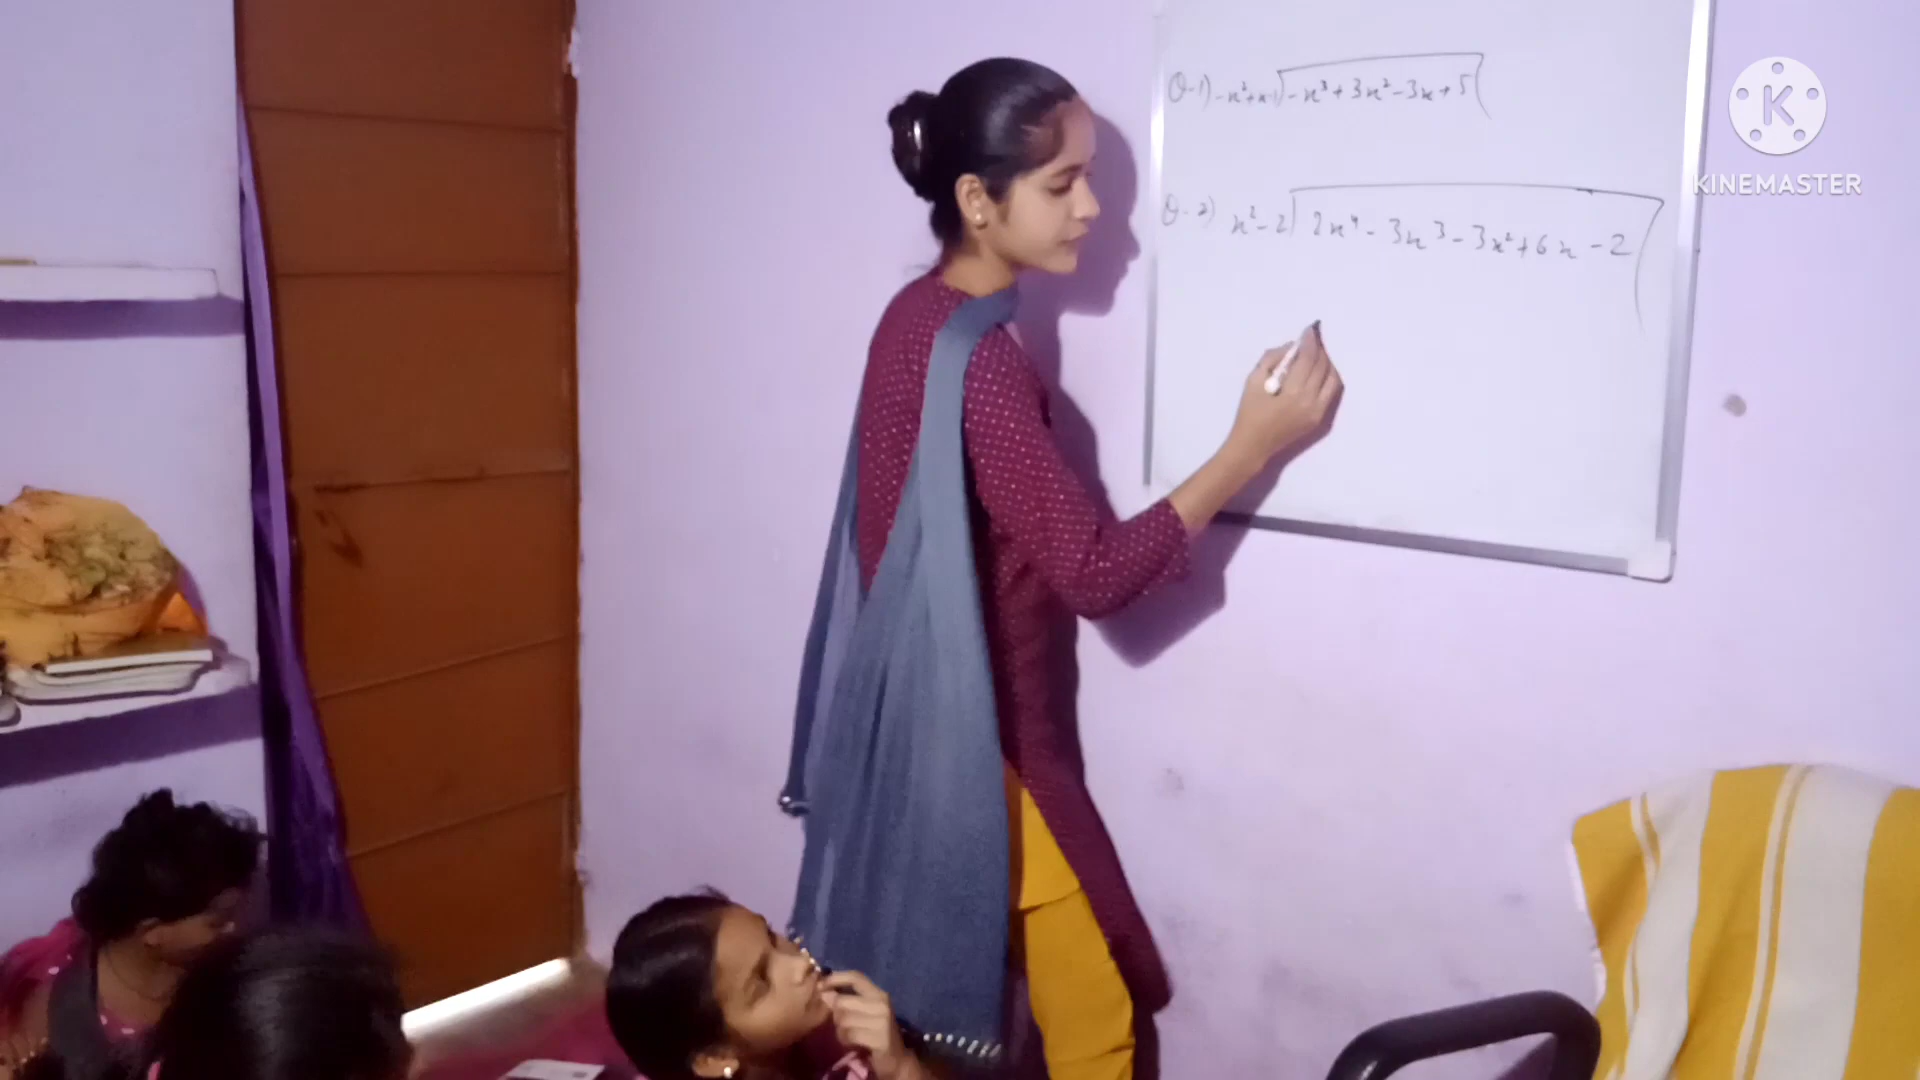 Q-1) -x²+x-1)-x³+3x²-3x+5(
Q-2) x²-2)2x⁴-3x³-3x²+6x-2(
K
KINEMASTER